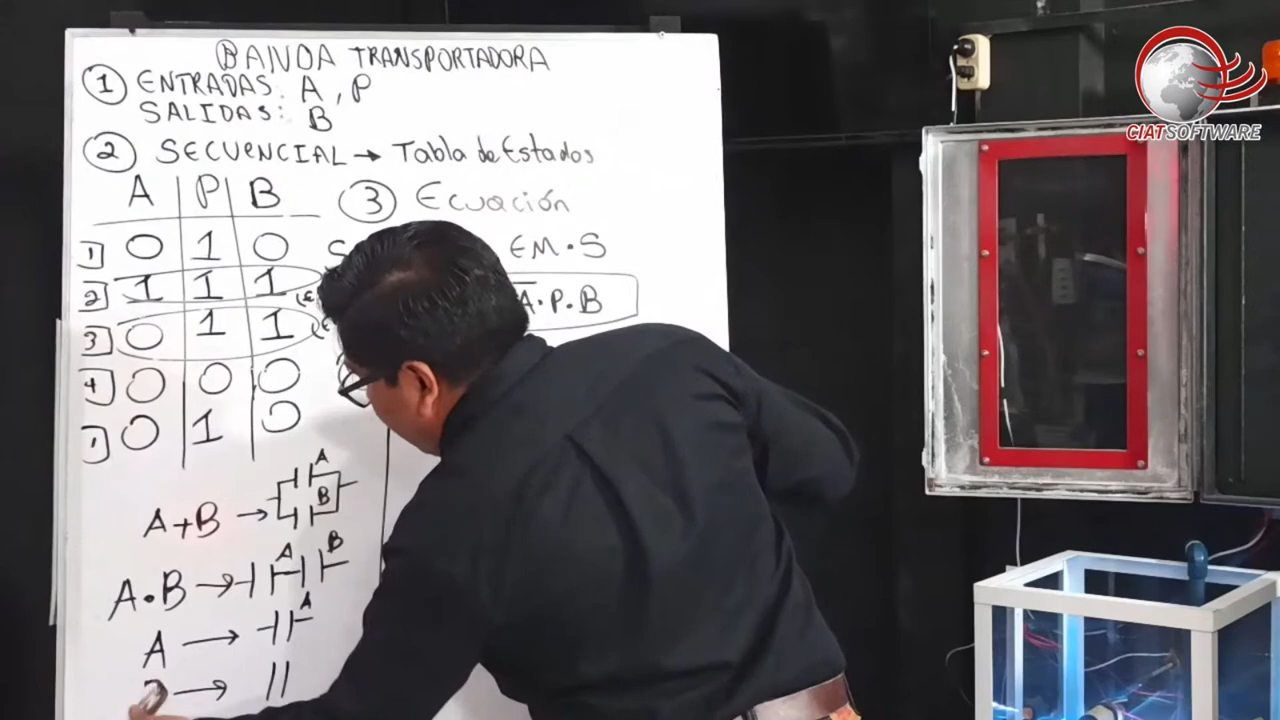 BANDA TRANSPORTADORA
① ENTRADAS: A, P
SALIDAS: B
② SECUENCIAL → Tabla de Estados
A P B
③ Ecuación
1 0 1 0
EM·S
2 1 1 1
A̅·P·B
3 0 1 1
4 0 0 0
1 0 1 0
A+B → A B
A·B → A B
A → A
→
CIATSOFTWARE